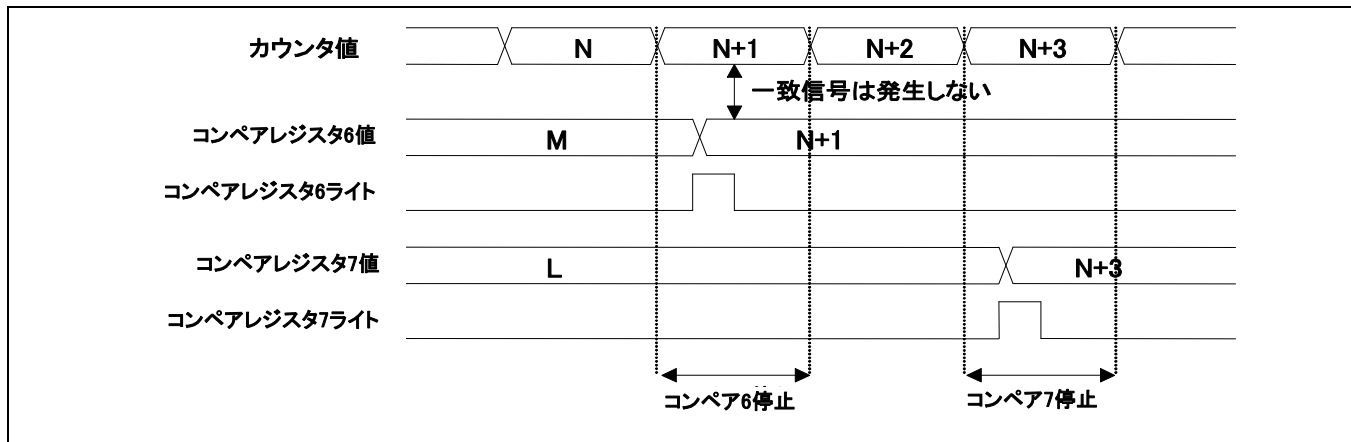 カウンタ値 N N+1 N+2 N+3
一致信号は発生しない
コンペアレジスタ6値 M N+1
コンペアレジスタ6ライト
コンペアレジスタ7値 L N+3
コンペアレジスタ7ライト
コンペア6停止 コンペア7停止